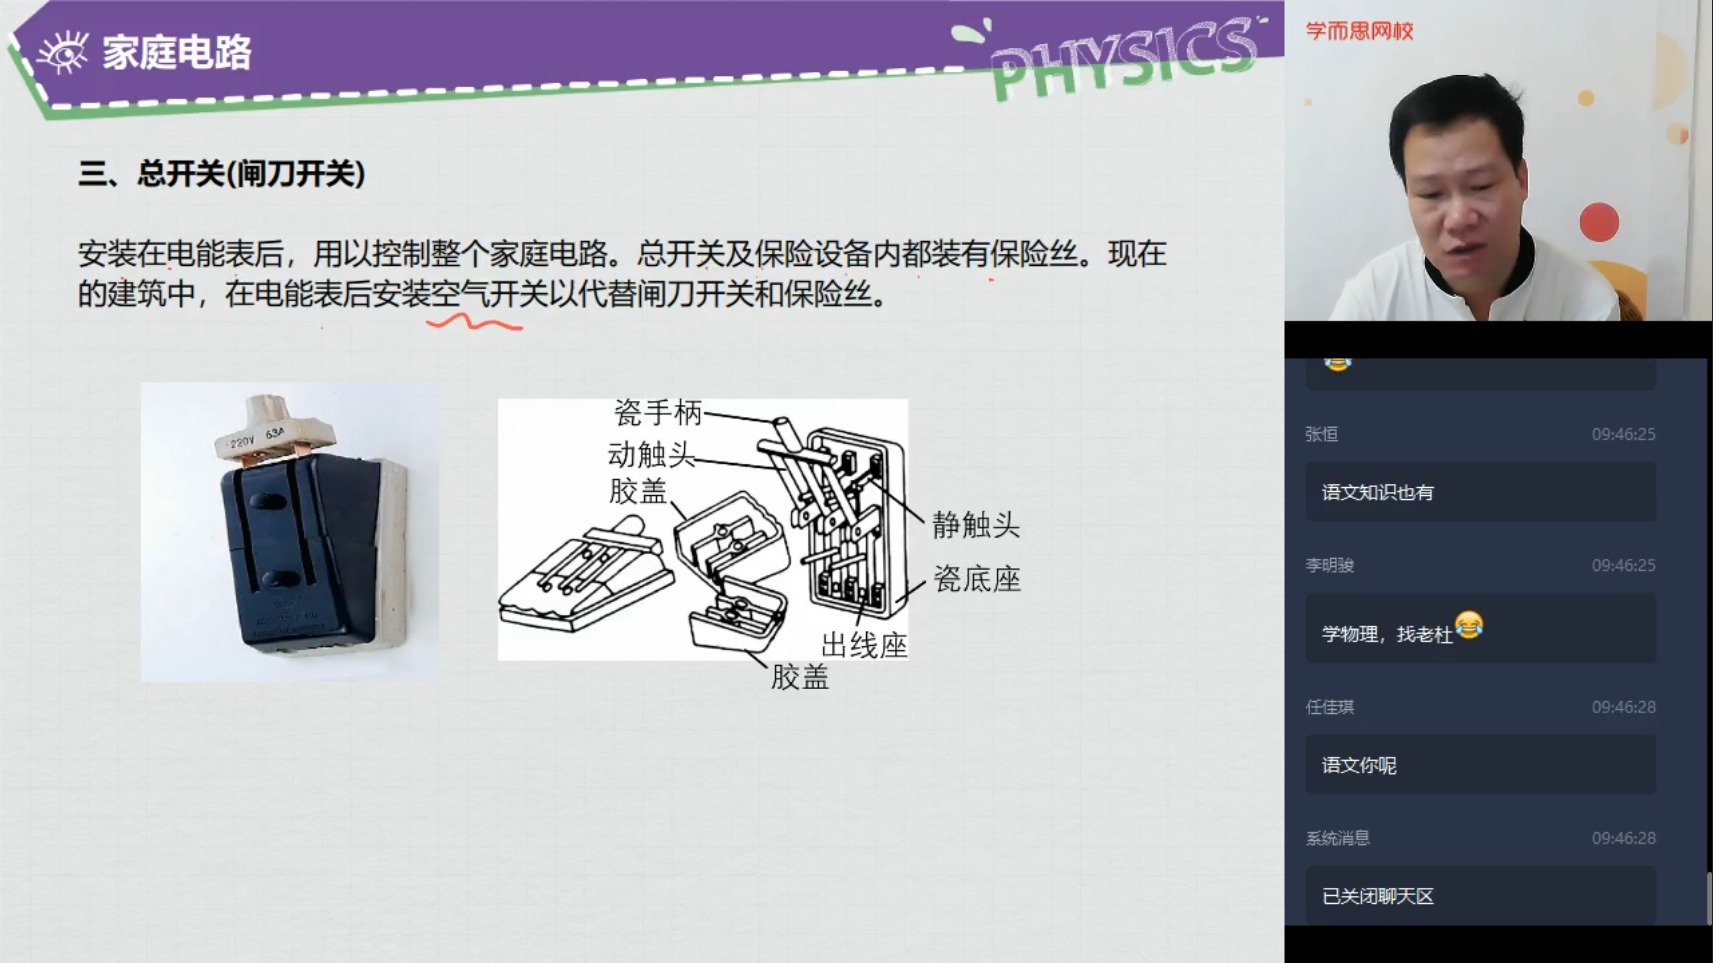 家庭电路
PHYSICS
学而思网校
三、总开关(闸刀开关)
安装在电能表后，用以控制整个家庭电路。总开关及保险设备内都装有保险丝。现在
的建筑中，在电能表后安装空气开关以代替闸刀开关和保险丝。
220V 63A
瓷手柄
动触头
胶盖
静触头
瓷底座
出线座
胶盖
张恒 09:46:25
语文知识也有
李明骏 09:46:25
学物理，找老杜😂
任佳琪 09:46:28
语文你呢
系统消息 09:46:28
已关闭聊天区